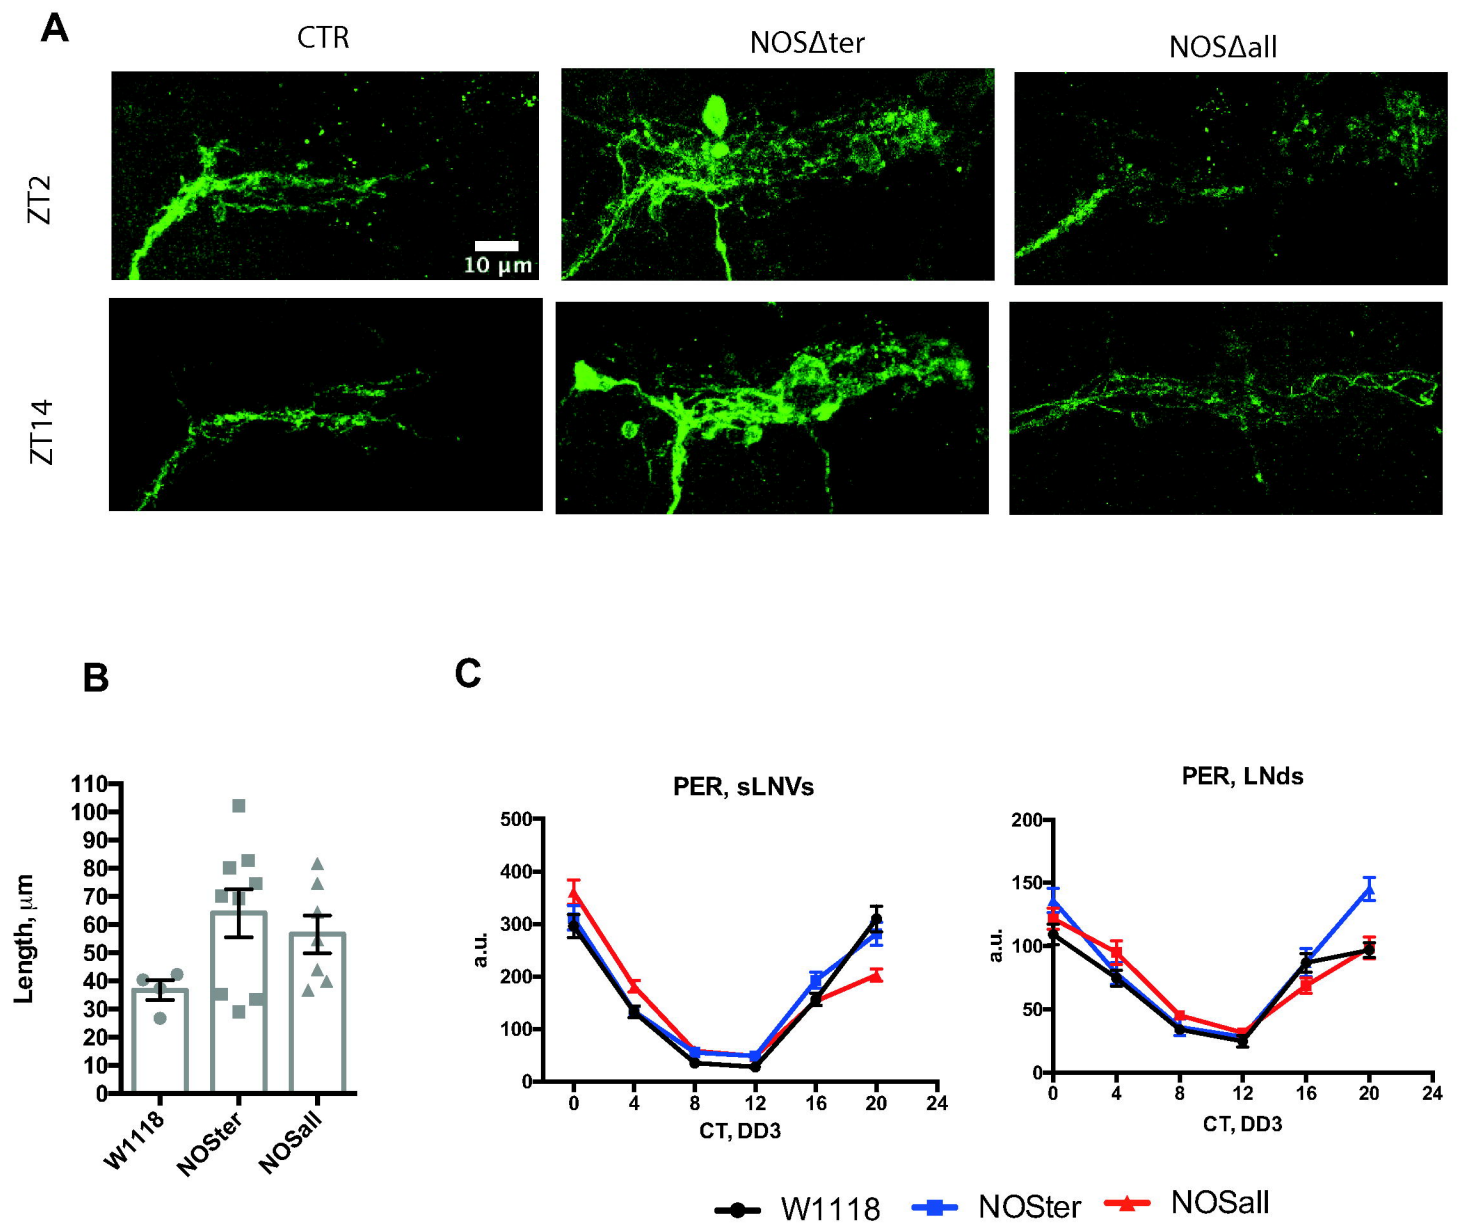 A
CTR
NOSΔter
NOSΔall
ZT2
10 μm
ZT14
B
C
110
100
90
80
70
60
50
40
30
20
10
0
Length, μm
W1118
NOSter
NOSall
PER, sLNVs
500
400
300
200
100
0
a.u.
0 4 8 12 16 20 24
CT, DD3
PER, LNds
200
150
100
50
0
a.u.
0 4 8 12 16 20 24
CT, DD3
W1118 NOSter NOSall